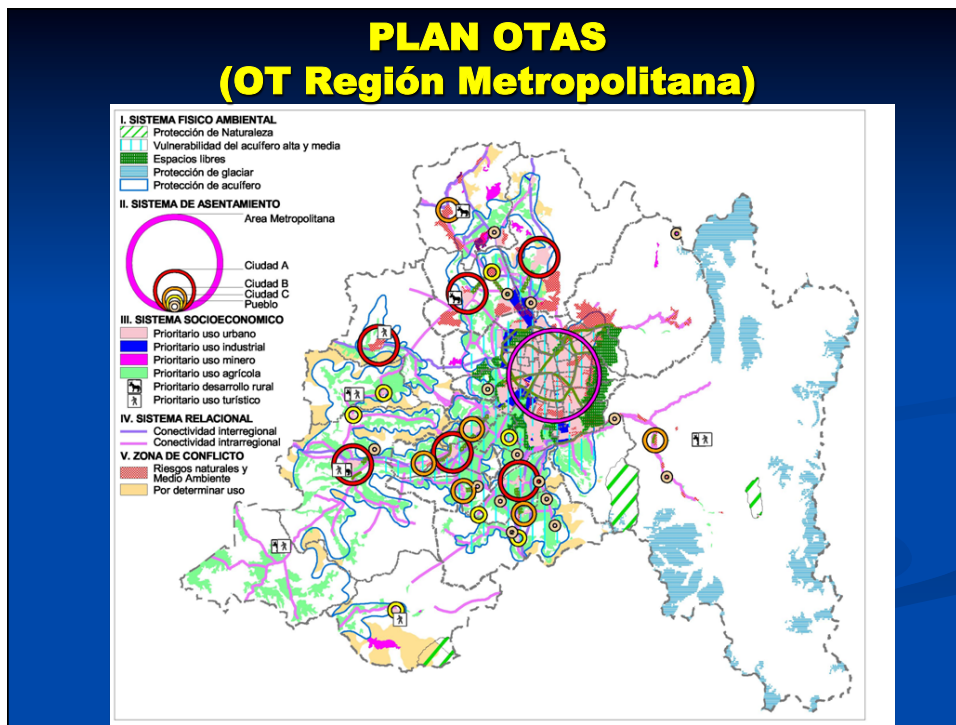 PLAN OTAS
(OT Región Metropolitana)
I. SISTEMA FISICO AMBIENTAL
Protección de Naturaleza
Vulnerabilidad del acuífero alta y media
Espacios libres
Protección de glaciar
Protección de acuífero
II. SISTEMA DE ASENTAMIENTO
Area Metropolitana
Ciudad A
Ciudad B
Ciudad C
Pueblo
III. SISTEMA SOCIOECONOMICO
Prioritario uso urbano
Prioritario uso industrial
Prioritario uso minero
Prioritario uso agrícola
Prioritario desarrollo rural
Prioritario uso turístico
IV. SISTEMA RELACIONAL
Conectividad interregional
Conectividad intrarregional
V. ZONA DE CONFLICTO
Riesgos naturales y
Medio Ambiente
Por determinar uso